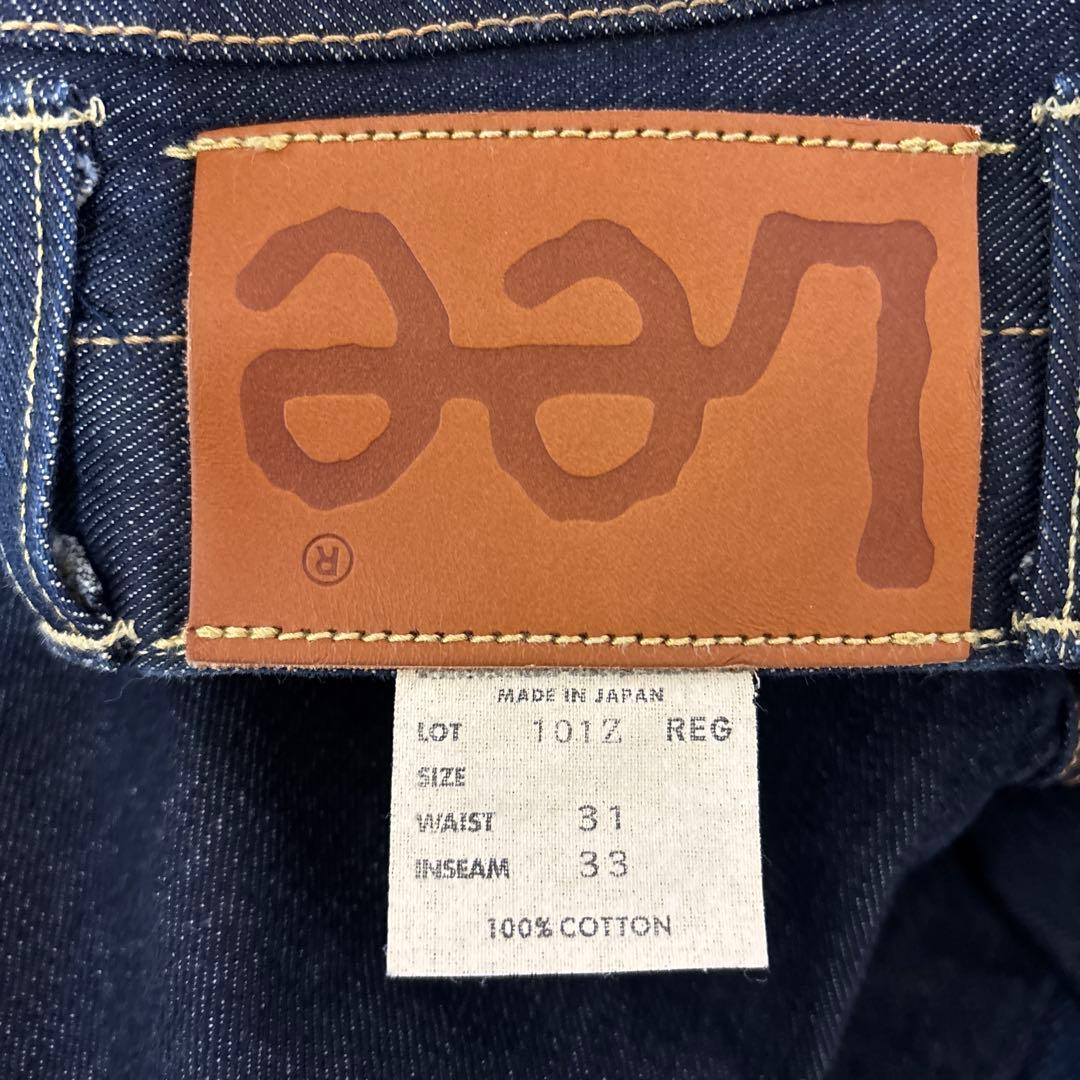 Lee
®
MADE IN JAPAN
LOT 101Z REG
SIZE
WAIST 31
INSEAM 33
100% COTTON